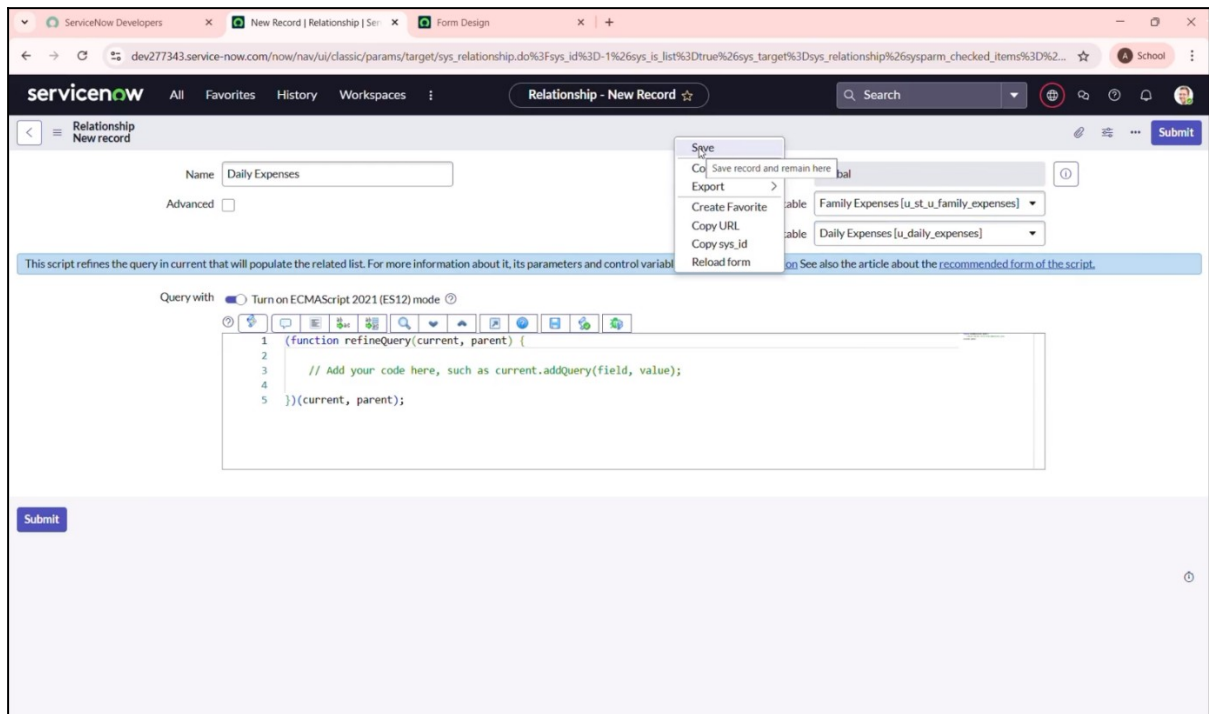 ServiceNow Developers
New Record | Relationship | Ser
Form Design
dev277343.service-now.com/now/nav/ui/classic/params/target/sys_relationship.do%3Fsys_id%3D-1%26sys_is_list%3Dtrue%26sys_target%3Dsys_relationship%26sysparm_checked_items%3D%2...
A School
servicenow All Favorites History Workspaces Relationship - New Record Search
Relationship
New record
Submit
Name Daily Expenses
Advanced
bal
able Family Expenses [u_st_u_family_expenses]
able Daily Expenses [u_daily_expenses]
Save
Co
Save record and remain here
Export
Create Favorite
Copy URL
Copy sys_id
Reload form
This script refines the query in current that will populate the related list. For more information about it, its parameters and control variabl on See also the article about the recommended form of the script.
Query with Turn on ECMAScript 2021 (ES12) mode
1 (function refineQuery(current, parent) {
2
3 // Add your code here, such as current.addQuery(field, value);
4
5 })(current, parent);
Submit